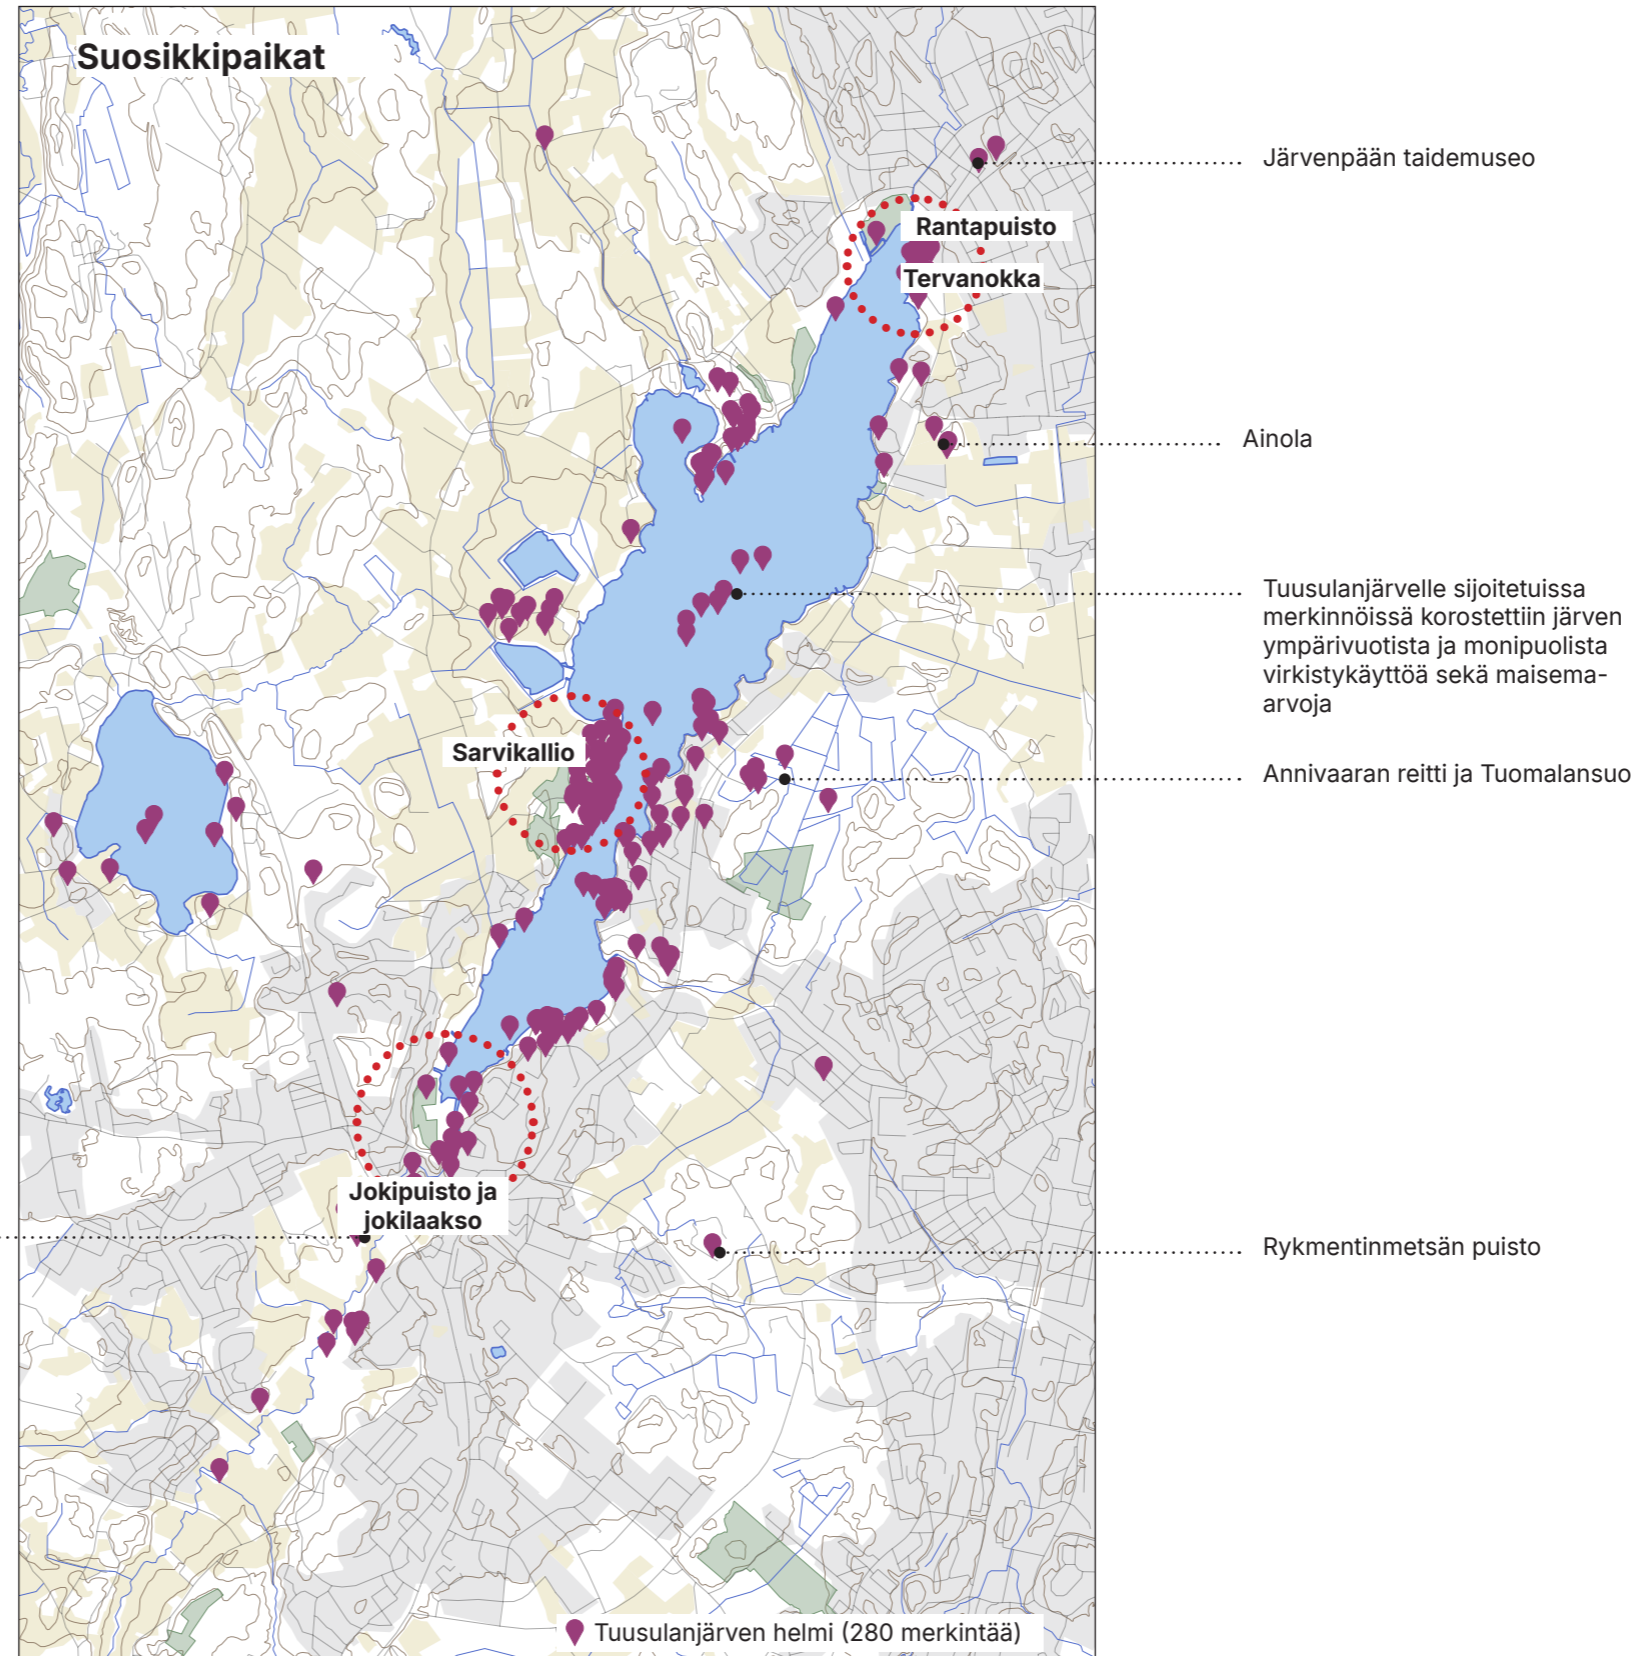 Suosikkipaikat
Järvenpään taidemuseo
Rantapuisto
Tervanokka
Ainola
Tuusulanjärvelle sijoitetuissa
merkinnöissä korostettiin järven
ympärivuotista ja monipuolista
virkistykäyttöä sekä maisema-
arvoja
Sarvikallio
Annivaaran reitti ja Tuomalansuo
Jokipuisto ja
jokilaakso
Rykmentinmetsän puisto
Tuusulanjärven helmi (280 merkintää)